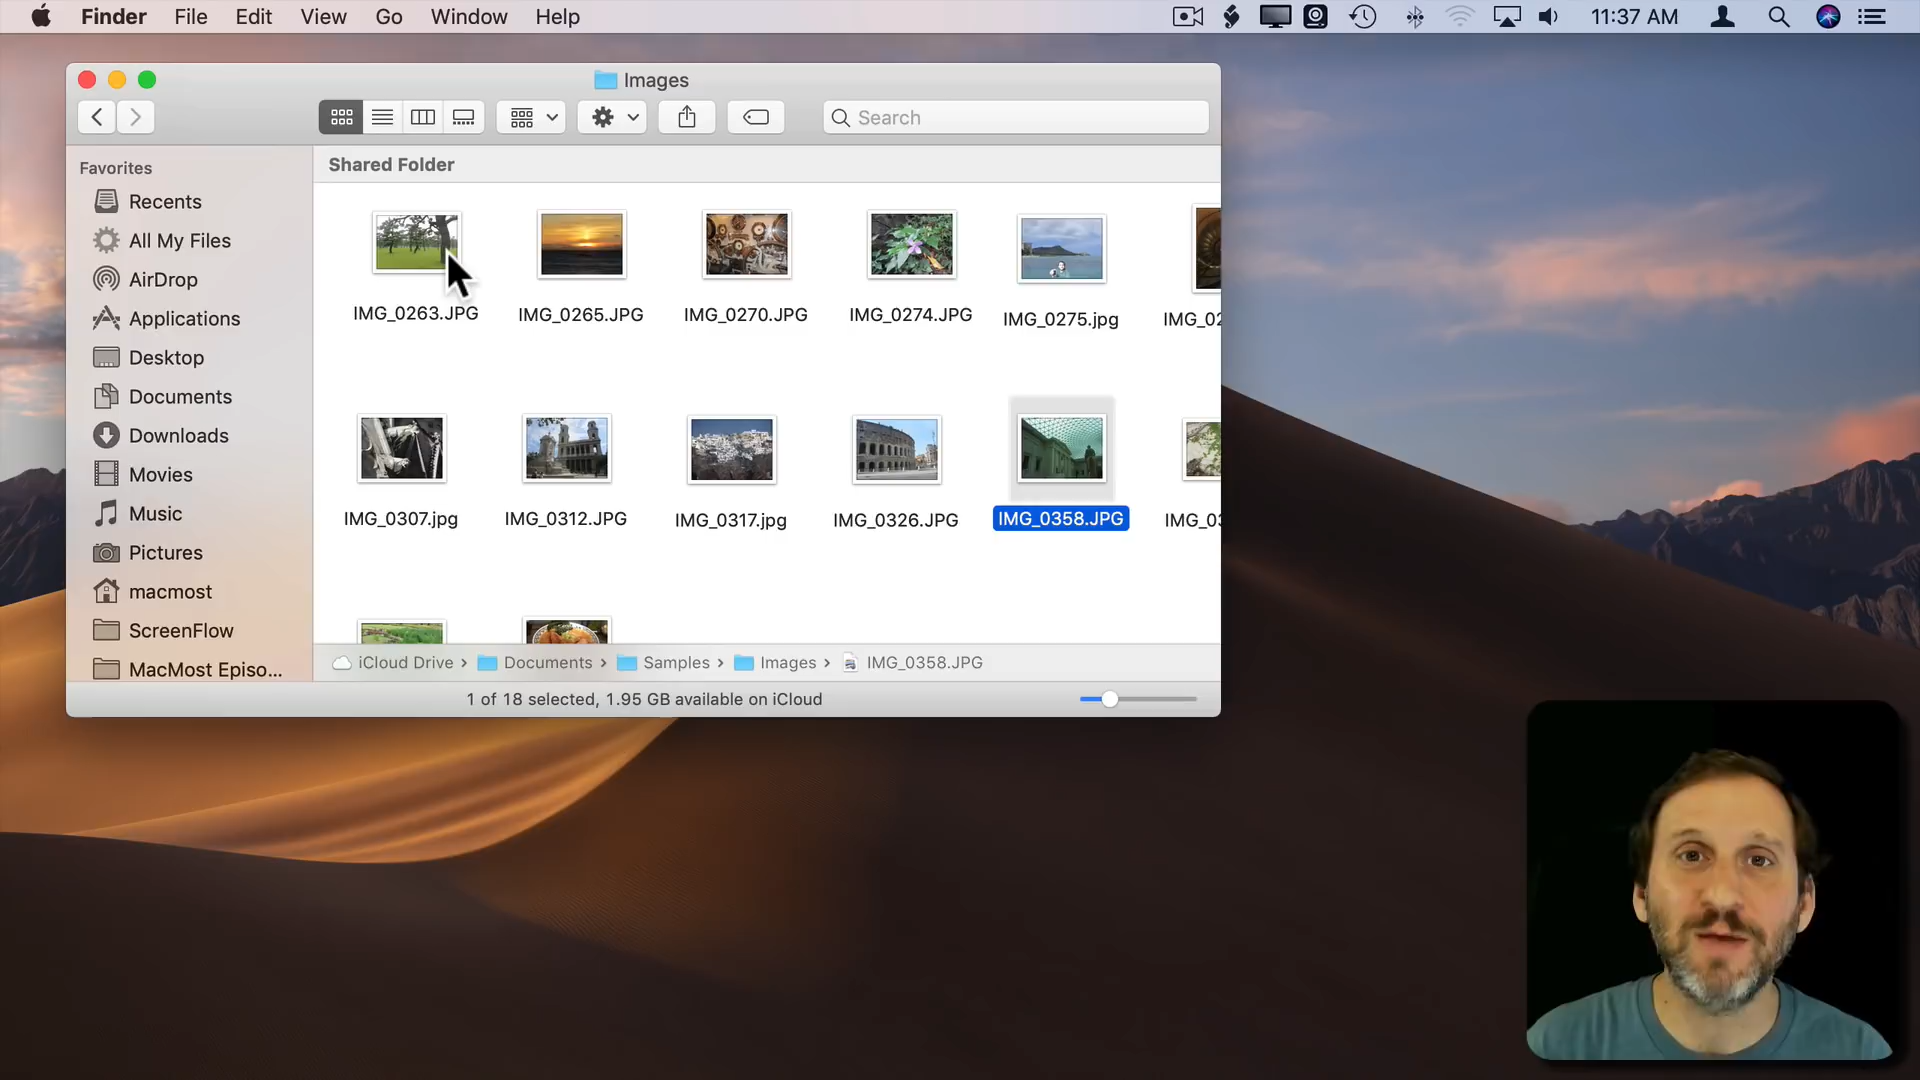 Finder File Edit View Go Window Help 11:37 AM
Images
Search
Favorites
Recents
All My Files
AirDrop
Applications
Desktop
Documents
Downloads
Movies
Music
Pictures
macmost
ScreenFlow
MacMost Episo...
Shared Folder
IMG_0263.JPG IMG_0265.JPG IMG_0270.JPG IMG_0274.JPG IMG_0275.jpg IMG_02
IMG_0307.jpg IMG_0312.JPG IMG_0317.jpg IMG_0326.JPG IMG_0358.JPG IMG_03
iCloud Drive › Documents › Samples › Images › IMG_0358.JPG
1 of 18 selected, 1.95 GB available on iCloud